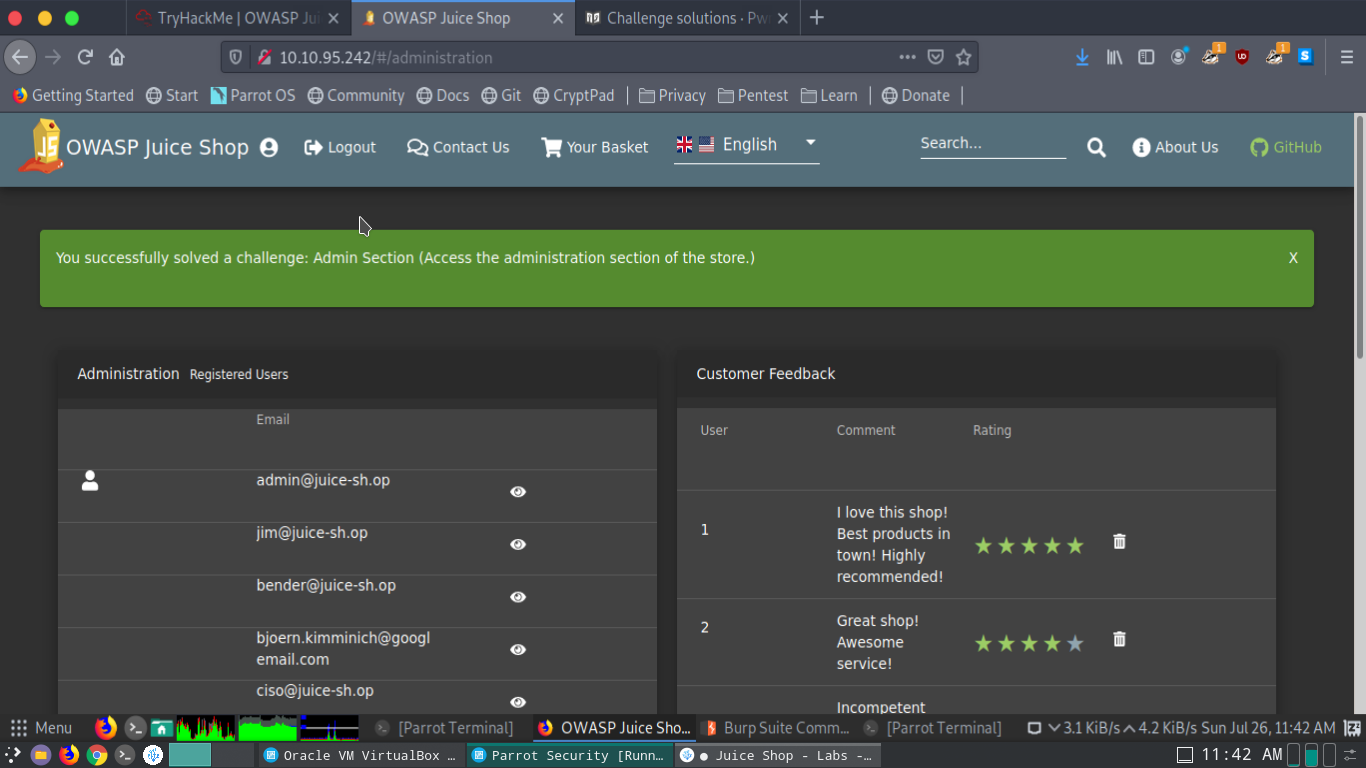 TryHackMe | OWASP Jui
OWASP Juice Shop
Challenge solutions · Pw
10.10.95.242/#/administration
Getting Started Start Parrot OS Community Docs Git CryptPad Privacy Pentest Learn Donate
OWASP Juice Shop Logout Contact Us Your Basket English Search... About Us GitHub
You successfully solved a challenge: Admin Section (Access the administration section of the store.) X
Administration Registered Users
Email
admin@juice-sh.op
jim@juice-sh.op
bender@juice-sh.op
bjoern.kimminich@googl
email.com
ciso@juice-sh.op
Customer Feedback
User Comment Rating
1
I love this shop!
Best products in
town! Highly
recommended!
2
Great shop!
Awesome
service!
Incompetent
Menu [Parrot Terminal] OWASP Juice Sho... Burp Suite Comm... [Parrot Terminal] 3.1 KiB/s 4.2 KiB/s Sun Jul 26, 11:42 AM
Oracle VM VirtualBox … Parrot Security [Runn… ● Juice Shop - Labs -… 11:42 AM